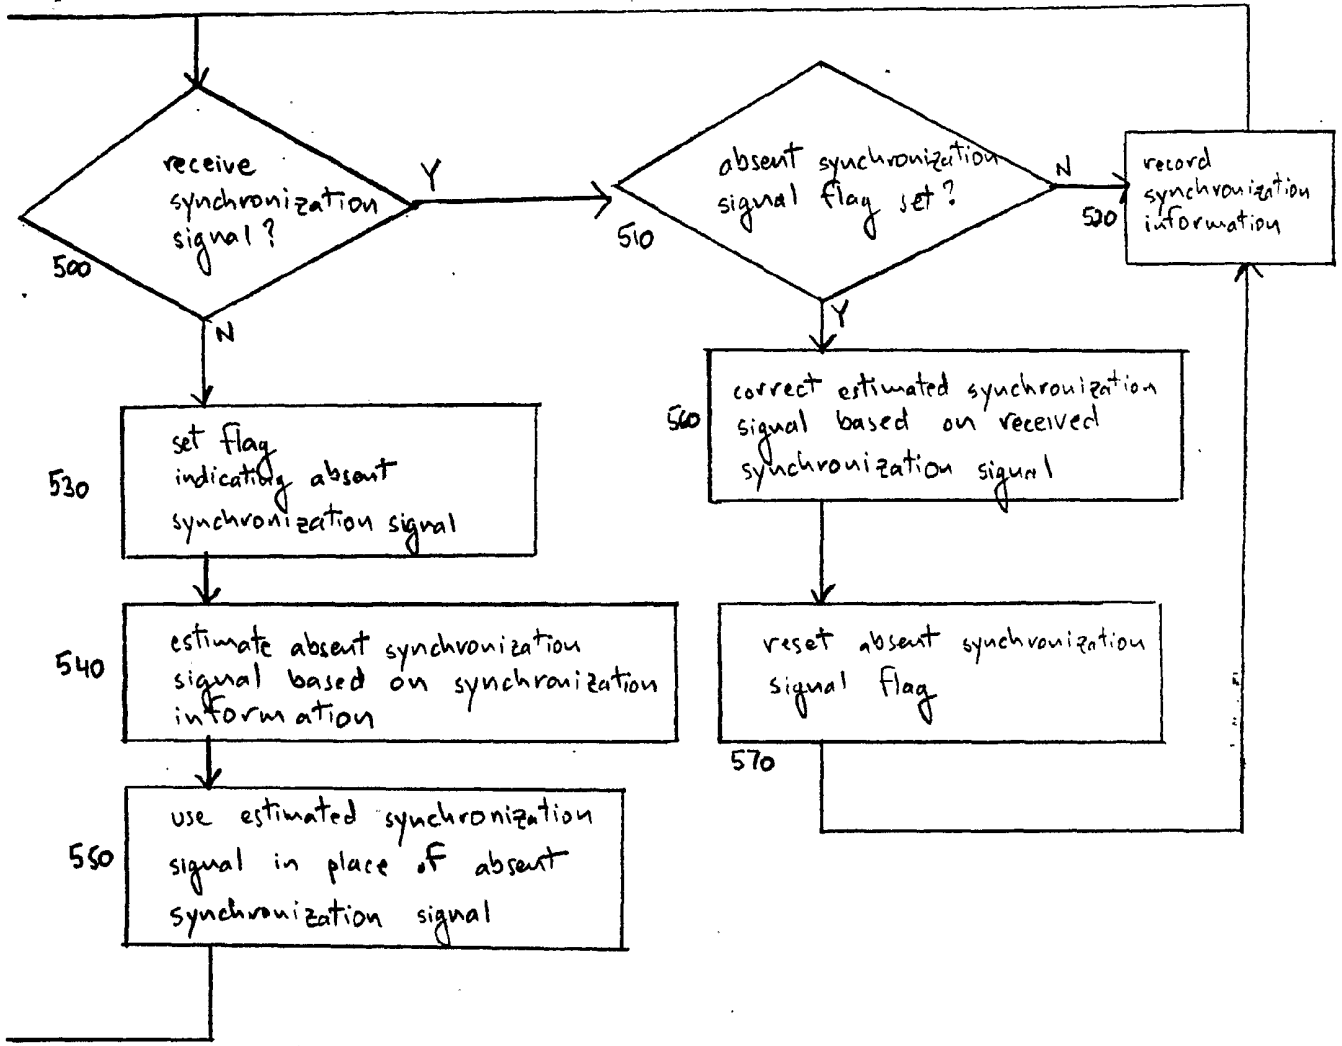 receive
synchronization
signal?
500
Y
N
absent synchronization
signal flag set?
510
N
Y
520
record
synchronization
information
530
set flag
indicating absent
synchronization signal
540
estimate absent synchronization
signal based on synchronization
information
550
use estimated synchronization
signal in place of absent
synchronization signal
560
correct estimated synchronization
signal based on received
synchronization signal
reset absent synchronization
signal flag
570